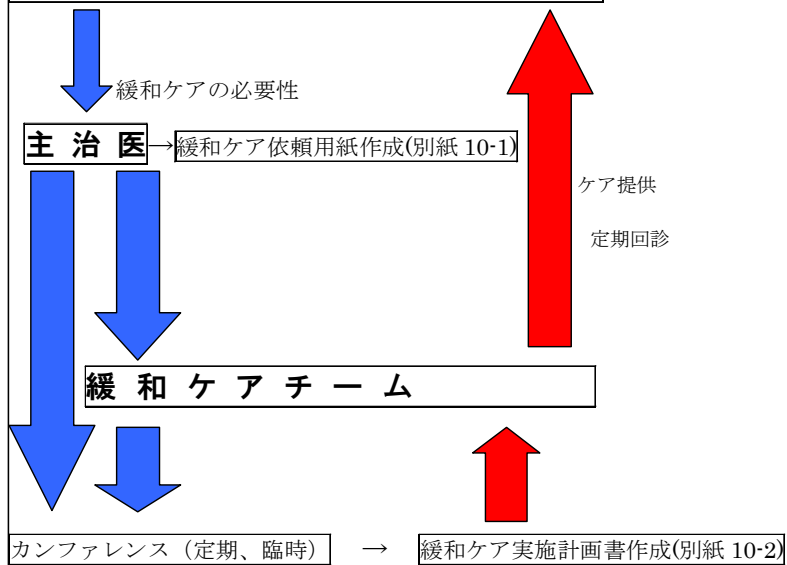 緩和ケアの必要性
主 治 医→緩和ケア依頼用紙作成(別紙 10-1)
ケア提供
定期回診
緩 和 ケ ア チ ー ム
カンファレンス（定期、臨時） → 緩和ケア実施計画書作成(別紙 10-2)